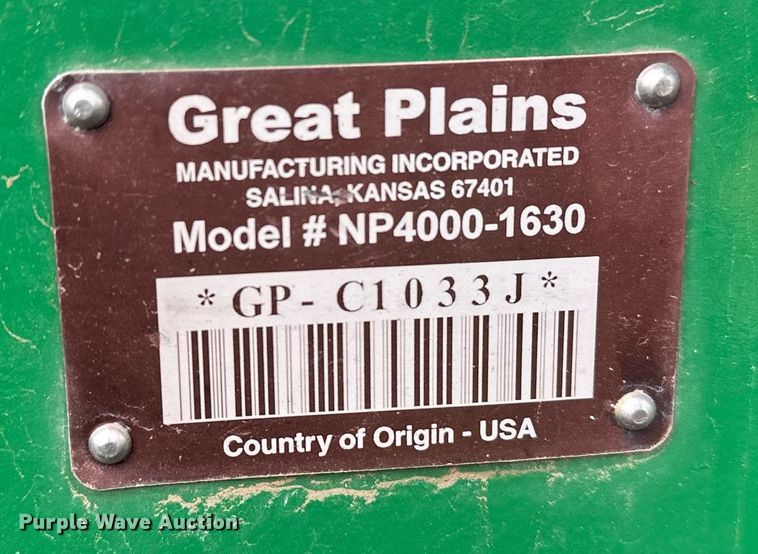 Great Plains
MANUFACTURING INCORPORATED
SALINA, KANSAS 67401
Model # NP4000-1630
*GP-C1033J*
Country of Origin - USA
Purple Wave Auction